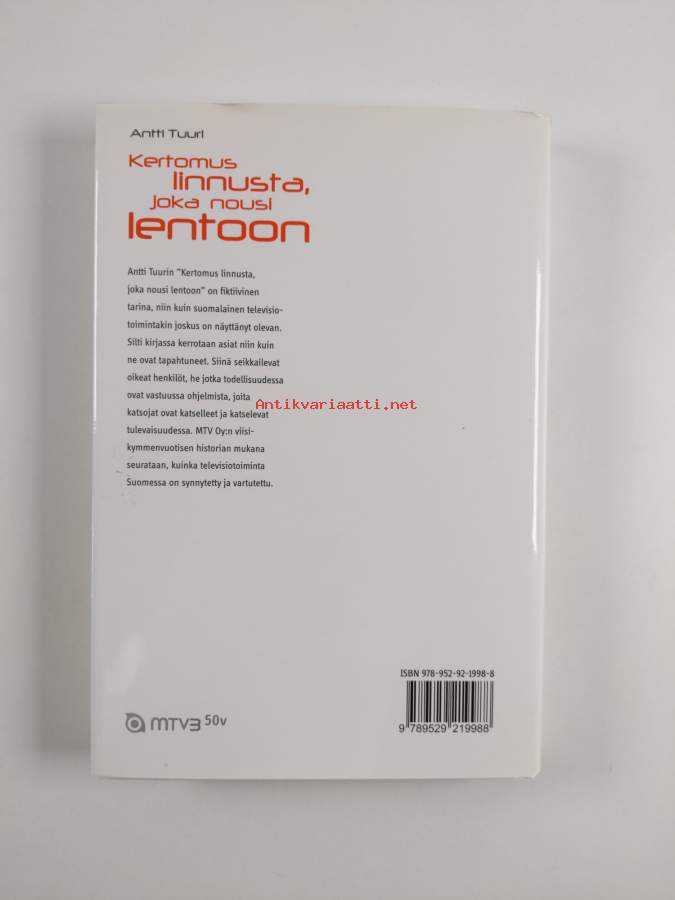 Antti Tuuri
Kertomus
linnusta,
joka nousi
lentoon
Antti Tuurin "Kertomus linnusta,
joka nousi lentoon" on fiktiivinen
tarina, niin kuin suomalainen televisio-
toimintakin joskus on näyttänyt olevan.
Silti kirjassa kerrotaan asiat niin kuin
ne ovat tapahtuneet. Siinä seikkailevat
oikeat henkilöt, he jotka todellisuudessa
ovat vastuussa ohjelmista, joita
Antikvariaatti.net
katsojat ovat katselleet ja katselevat
tulevaisuudessa. MTV Oy:n viisi-
kymmenvuotisen historian mukana
seurataan, kuinka televisiotoiminta
Suomessa on synnytetty ja vartutettu.
ISBN 978-952-92-1998-8
9 789529 219988
MTV3 50v